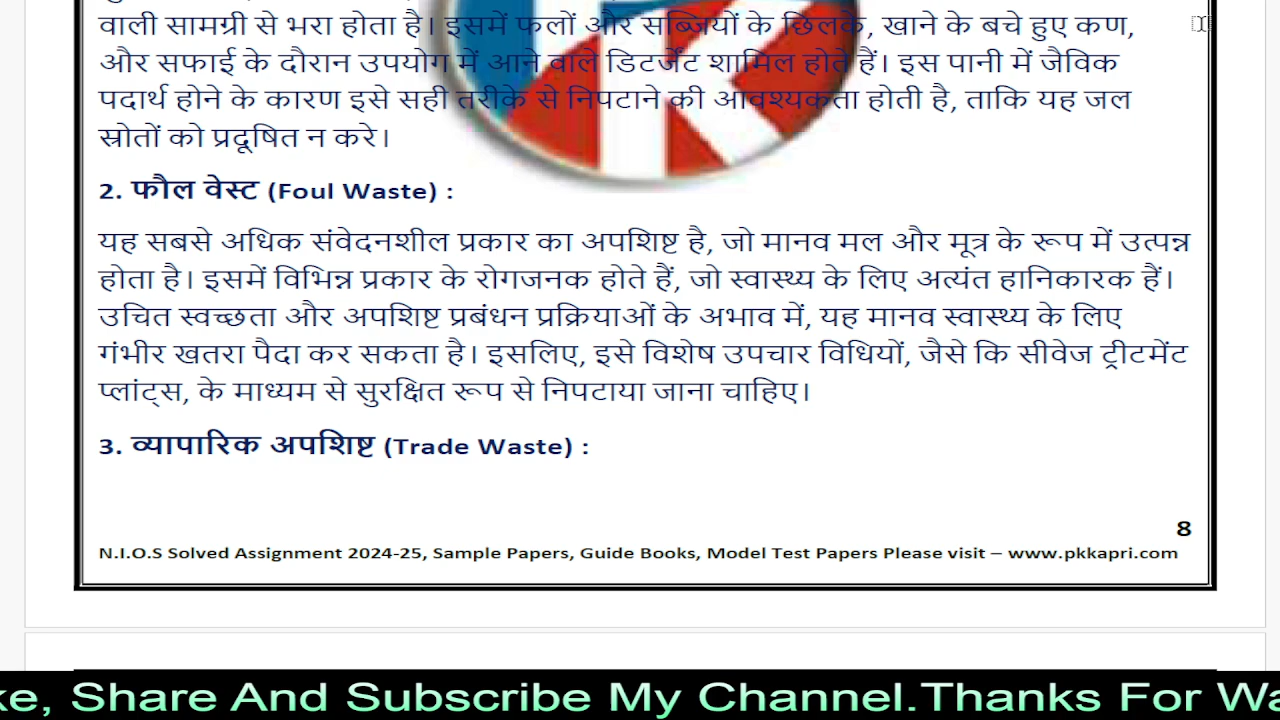 वाली सामग्री से भरा होता है। इसमें फलों और सब्जियों के छिलके, खाने के बचे हुए कण,
और सफाई के दौरान उपयोग में आने वाले डिटर्जेंट शामिल होते हैं। इस पानी में जैविक
पदार्थ होने के कारण इसे सही तरीके से निपटाने की आवश्यकता होती है, ताकि यह जल
स्रोतों को प्रदूषित न करे।
2. फौल वेस्ट (Foul Waste) :
यह सबसे अधिक संवेदनशील प्रकार का अपशिष्ट है, जो मानव मल और मूत्र के रूप में उत्पन्न
होता है। इसमें विभिन्न प्रकार के रोगजनक होते हैं, जो स्वास्थ्य के लिए अत्यंत हानिकारक हैं।
उचित स्वच्छता और अपशिष्ट प्रबंधन प्रक्रियाओं के अभाव में, यह मानव स्वास्थ्य के लिए
गंभीर खतरा पैदा कर सकता है। इसलिए, इसे विशेष उपचार विधियों, जैसे कि सीवेज ट्रीटमेंट
प्लांट्स, के माध्यम से सुरक्षित रूप से निपटाया जाना चाहिए।
3. व्यापारिक अपशिष्ट (Trade Waste) :
8
N.I.O.S Solved Assignment 2024-25, Sample Papers, Guide Books, Model Test Papers Please visit – www.pkkapri.com
ke, Share And Subscribe My Channel.Thanks For Wa